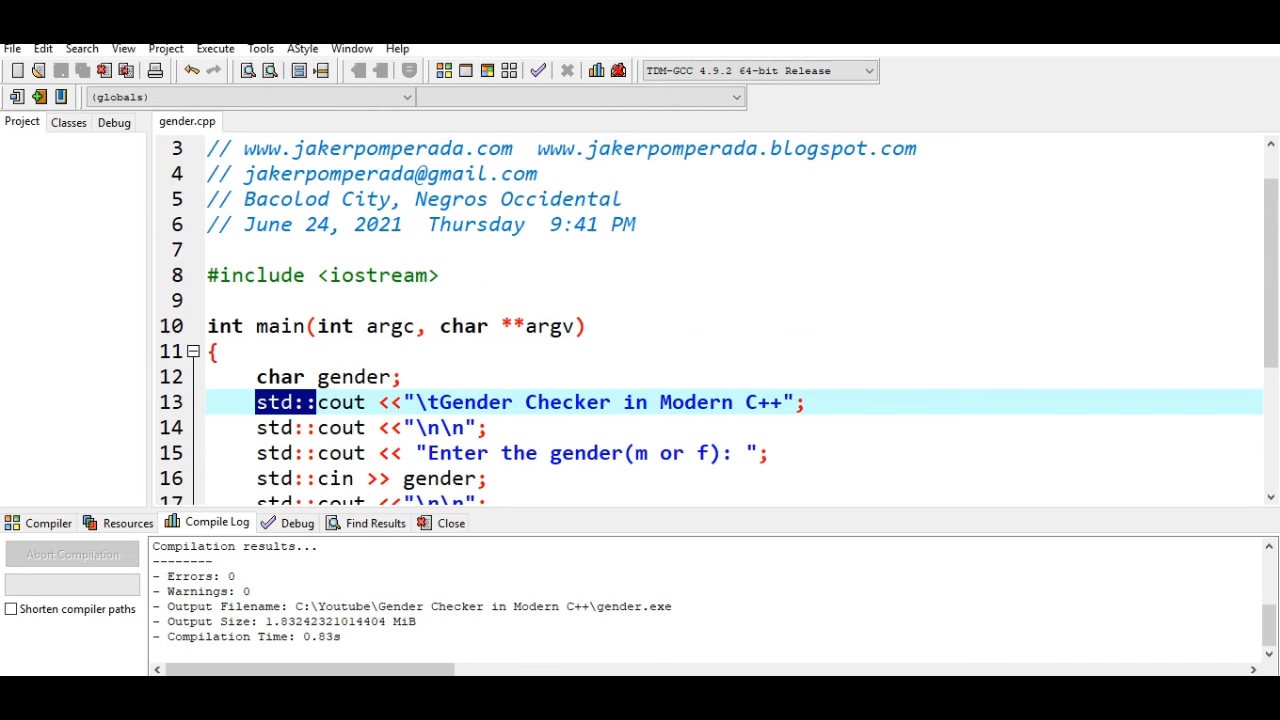 File Edit Search View Project Execute Tools AStyle Window Help
TDM-GCC 4.9.2 64-bit Release
(globals)
Project Classes Debug gender.cpp
3 // www.jakerpomperada.com  www.jakerpomperada.blogspot.com
4 // jakerpomperada@gmail.com
5 // Bacolod City, Negros Occidental
6 // June 24, 2021  Thursday  9:41 PM
7
8 #include <iostream>
9
10 int main(int argc, char **argv)
11 {
12 char gender;
13 std::cout <<"\tGender Checker in Modern C++";
14 std::cout <<"\n\n";
15 std::cout << "Enter the gender(m or f): ";
16 std::cin >> gender;
17 std::cout <<"\n\n";
Compiler Resources Compile Log Debug Find Results Close
Abort Compilation
Shorten compiler paths
Compilation results...
--------
- Errors: 0
- Warnings: 0
- Output Filename: C:\Youtube\Gender Checker in Modern C++\gender.exe
- Output Size: 1.83242321014404 MiB
- Compilation Time: 0.83s